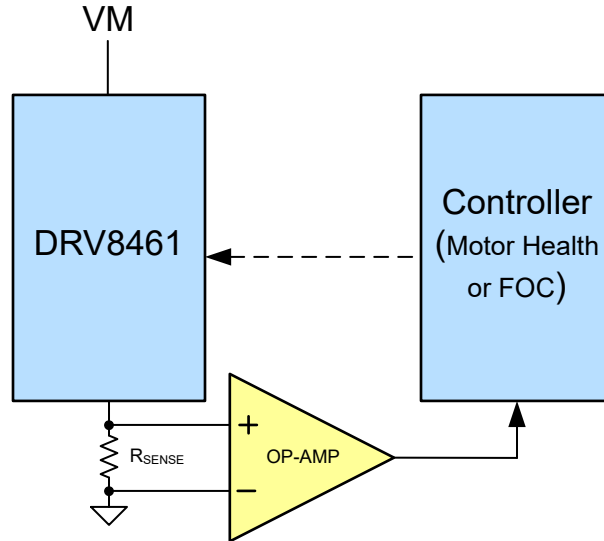 VM
DRV8461
Controller
(Motor Health
or FOC)
RSENSE
+
OP-AMP
−